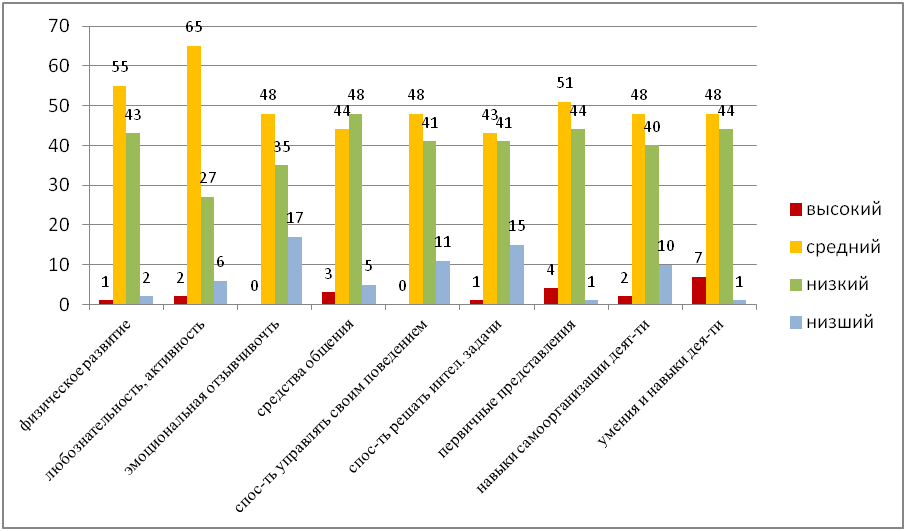 70
60
50
40
30
20
10
0
1 55 43 2
2 65 27 6
0 48 35 17
3 44 48 5
0 48 41 11
1 43 41 15
4 51 44 1
2 48 40 10
7 48 44 1
физическое развитие
любознательность, активность
эмоциональная отзывчивочть
средства общения
спос-ть управлять своим поведением
спос-ть решать интел. задачи
первичные представления
навыки самоорганизации деят-ти
умения и навыки дея-ти
высокий
средний
низкий
низший